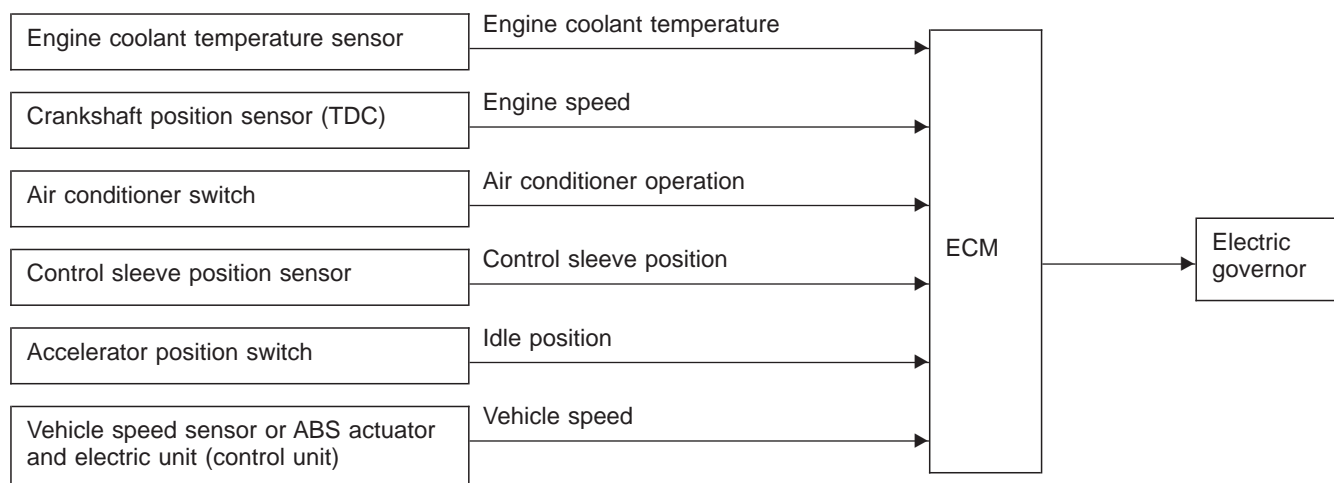 Engine coolant temperature sensor
Engine coolant temperature
Crankshaft position sensor (TDC)
Engine speed
Air conditioner switch
Air conditioner operation
Control sleeve position sensor
Control sleeve position
Accelerator position switch
Idle position
Vehicle speed sensor or ABS actuator
and electric unit (control unit)
Vehicle speed
ECM
Electric
governor